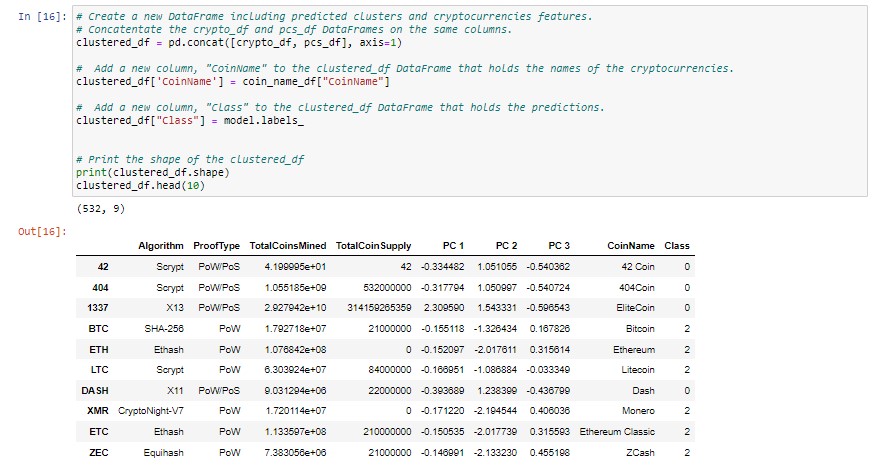 In [16]: # Create a new DataFrame including predicted clusters and cryptocurrencies features.
# Concatentate the crypto_df and pcs_df DataFrames on the same columns.
clustered_df = pd.concat([crypto_df, pcs_df], axis=1)
#  Add a new column, "CoinName" to the clustered_df DataFrame that holds the names of the cryptocurrencies.
clustered_df['CoinName'] = coin_name_df["CoinName"]
#  Add a new column, "Class" to the clustered_df DataFrame that holds the predictions.
clustered_df["Class"] = model.labels_
# Print the shape of the clustered_df
print(clustered_df.shape)
clustered_df.head(10)
(532, 9)
Out[16]:
Algorithm ProofType TotalCoinsMined TotalCoinSupply PC 1 PC 2 PC 3 CoinName Class
42 Scrypt PoW/PoS 4.199995e+01 42 -0.334482 1.051055 -0.540362 42 Coin 0
404 Scrypt PoW/PoS 1.055185e+09 532000000 -0.317794 1.050997 -0.540724 404Coin 0
1337 X13 PoW/PoS 2.927942e+10 314159265359 2.309590 1.543331 -0.596543 EliteCoin 0
BTC SHA-256 PoW 1.792718e+07 21000000 -0.155118 -1.326434 0.167826 Bitcoin 2
ETH Ethash PoW 1.076842e+08 0 -0.152097 -2.017611 0.315614 Ethereum 2
LTC Scrypt PoW 6.303924e+07 84000000 -0.166951 -1.086884 -0.033349 Litecoin 2
DASH X11 PoW/PoS 9.031294e+06 22000000 -0.393689 1.238399 -0.436799 Dash 0
XMR CryptoNight-V7 PoW 1.720114e+07 0 -0.171220 -2.194544 0.406036 Monero 2
ETC Ethash PoW 1.133597e+08 210000000 -0.150535 -2.017739 0.315593 Ethereum Classic 2
ZEC Equihash PoW 7.383056e+06 21000000 -0.146991 -2.133230 0.455198 ZCash 2